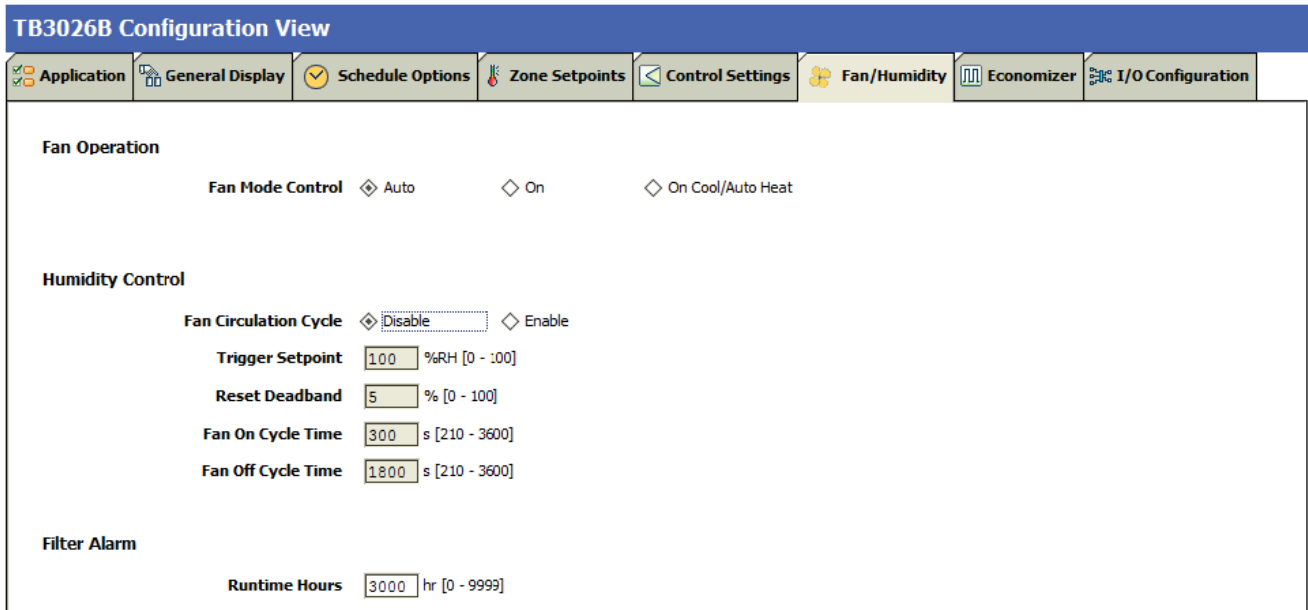 TB3026B Configuration View
Application General Display Schedule Options Zone Setpoints Control Settings Fan/Humidity Economizer I/O Configuration
Fan Operation
Fan Mode Control Auto On On Cool/Auto Heat
Humidity Control
Fan Circulation Cycle Disable Enable
Trigger Setpoint 100 %RH [0 - 100]
Reset Deadband 5 % [0 - 100]
Fan On Cycle Time 300 s [210 - 3600]
Fan Off Cycle Time 1800 s [210 - 3600]
Filter Alarm
Runtime Hours 3000 hr [0 - 9999]